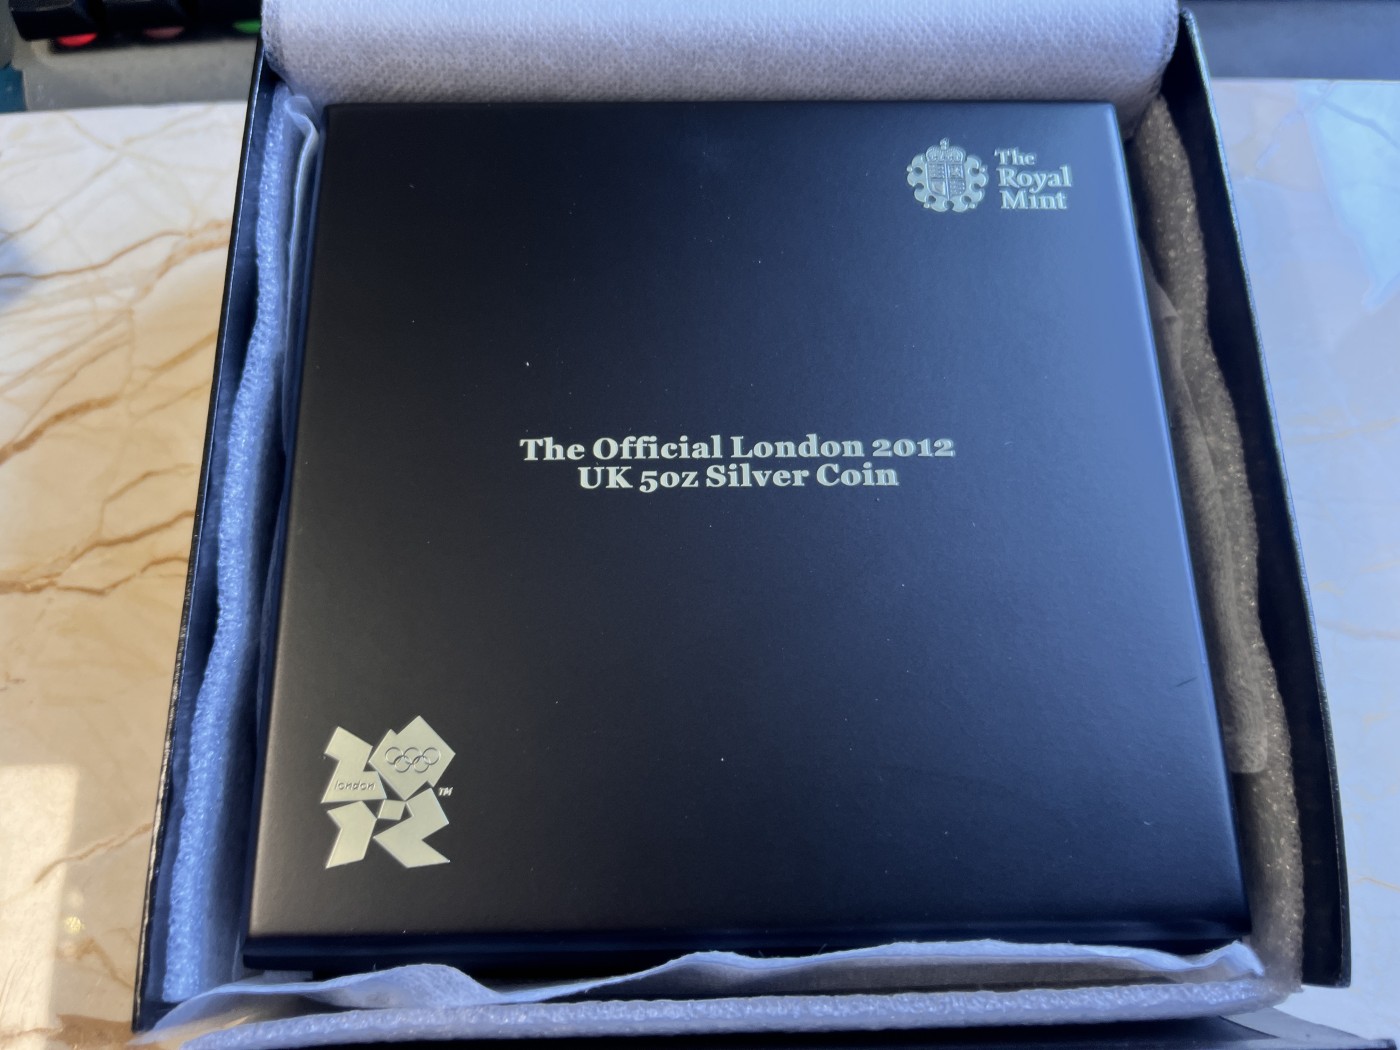 The
Royal
Mint
The Official London 2012
UK 5oz Silver Coin
london
™